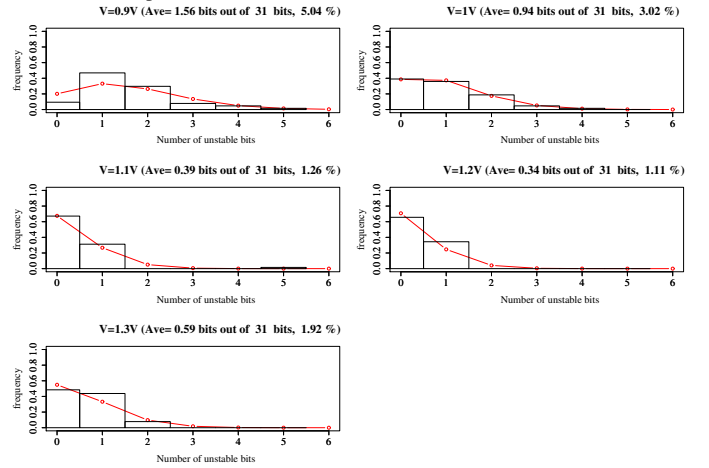 V=0.9V (Ave= 1.56 bits out of 31 bits, 5.04 %)
frequency
0.0 0.2 0.4 0.6 0.8 1.0
0 1 2 3 4 5 6
Number of unstable bits
V=1V (Ave= 0.94 bits out of 31 bits, 3.02 %)
frequency
0.0 0.2 0.4 0.6 0.8 1.0
0 1 2 3 4 5 6
Number of unstable bits
V=1.1V (Ave= 0.39 bits out of 31 bits, 1.26 %)
frequency
0.0 0.2 0.4 0.6 0.8 1.0
0 1 2 3 4 5 6
Number of unstable bits
V=1.2V (Ave= 0.34 bits out of 31 bits, 1.11 %)
frequency
0.0 0.2 0.4 0.6 0.8 1.0
0 1 2 3 4 5 6
Number of unstable bits
V=1.3V (Ave= 0.59 bits out of 31 bits, 1.92 %)
frequency
0.0 0.2 0.4 0.6 0.8 1.0
0 1 2 3 4 5 6
Number of unstable bits